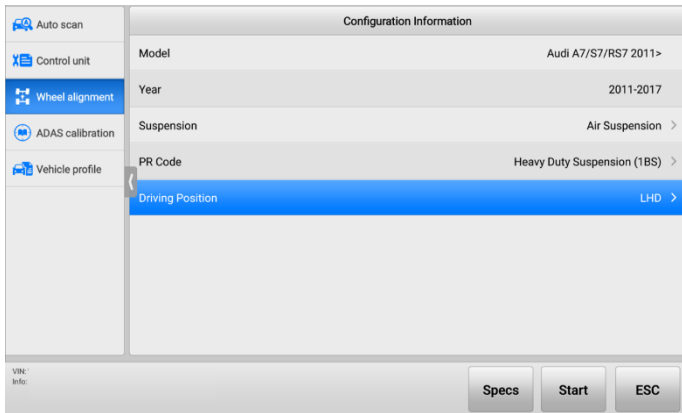 Auto scan
Control unit
Wheel alignment
ADAS calibration
Vehicle profile
Configuration Information
Model Audi A7/S7/RS7 2011>
Year 2011-2017
Suspension Air Suspension >
PR Code Heavy Duty Suspension (1BS) >
Driving Position LHD >
VIN:
Info:
Specs Start ESC